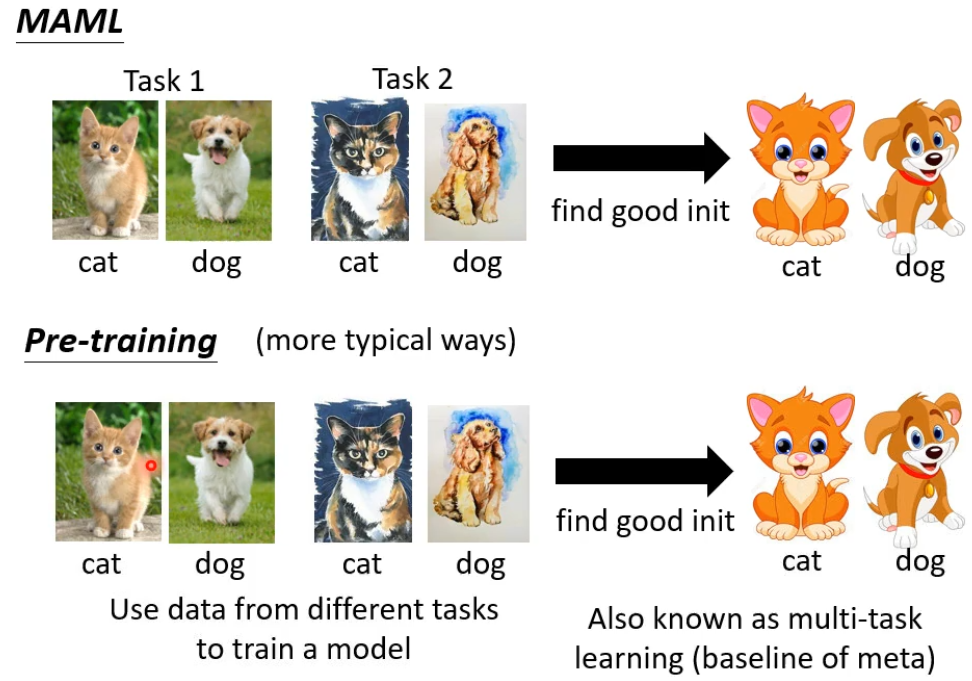 MAML
Task 1
Task 2
find good init
cat
dog
cat
dog
cat
dog
Pre-training (more typical ways)
find good init
cat
dog
cat
dog
cat
dog
Use data from different tasks
to train a model
Also known as multi-task
learning (baseline of meta)